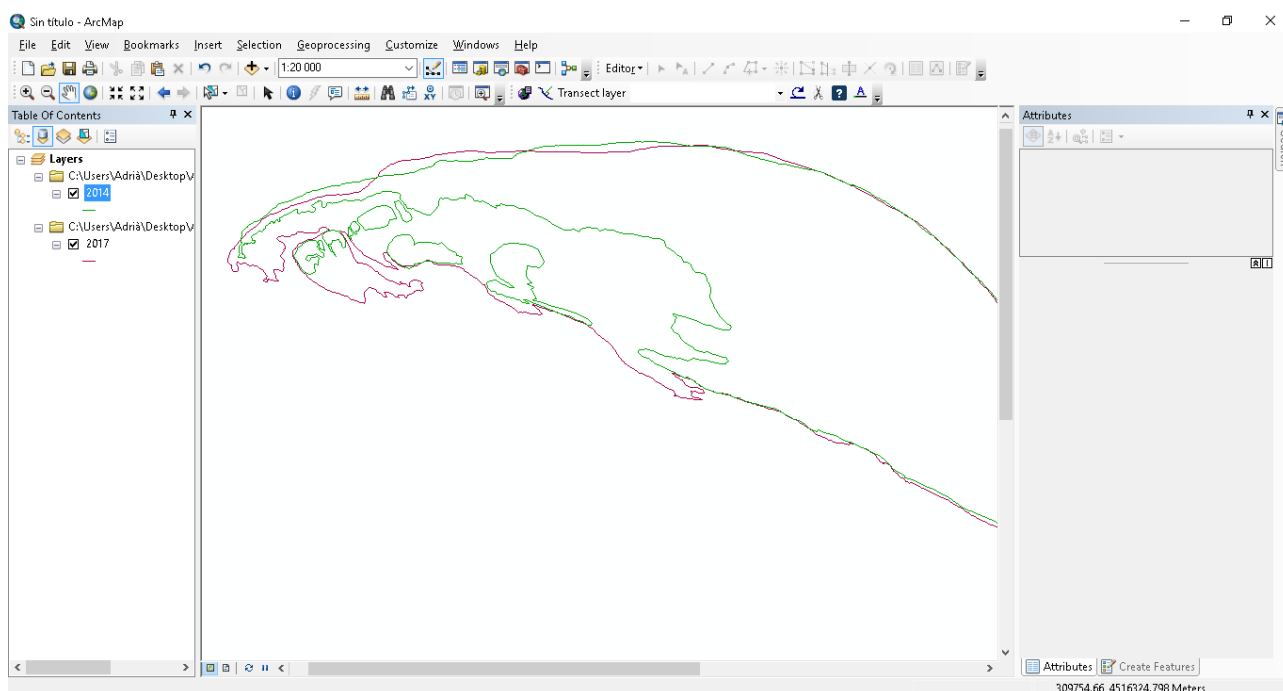 Sin título - ArcMap
File Edit View Bookmarks Insert Selection Geoprocessing Customize Windows Help
1:20 000 Editor
Transect layer
Table Of Contents
Layers
C:\Users\Adrià\Desktop\
2014
C:\Users\Adrià\Desktop\
2017
Attributes
Attributes Create Features
309754,66 4516324,798 Meters